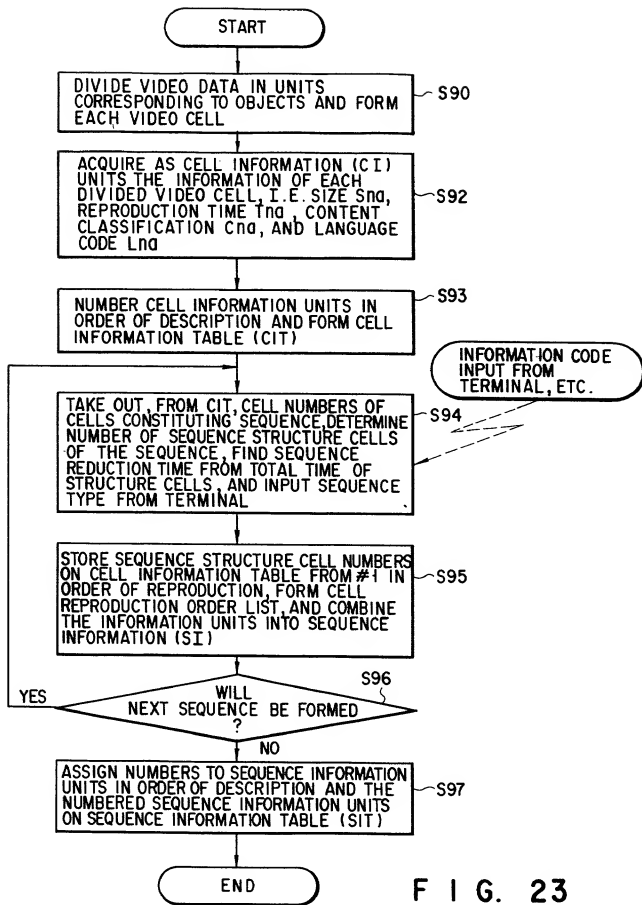 START
DIVIDE VIDEO DATA IN UNITS
CORRESPONDING TO OBJECTS AND FORM
EACH VIDEO CELL
S90
ACQUIRE AS CELL INFORMATION (CI)
UNITS THE INFORMATION OF EACH
DIVIDED VIDEO CELL, I.E. SIZE Sna,
REPRODUCTION TIME Tna, CONTENT
CLASSIFICATION Cna, AND LANGUAGE
CODE Lna
S92
NUMBER CELL INFORMATION UNITS IN
ORDER OF DESCRIPTION AND FORM CELL
INFORMATION TABLE (CIT)
S93
INFORMATION CODE
INPUT FROM
TERMINAL, ETC.
TAKE OUT, FROM CIT, CELL NUMBERS OF
CELLS CONSTITUTING SEQUENCE, DETERMINE
NUMBER OF SEQUENCE STRUCTURE CELLS
OF THE SEQUENCE, FIND SEQUENCE
REDUCTION TIME FROM TOTAL TIME OF
STRUCTURE CELLS, AND INPUT SEQUENCE
TYPE FROM TERMINAL
S94
STORE SEQUENCE STRUCTURE CELL NUMBERS
ON CELL INFORMATION TABLE FROM #1 IN
ORDER OF REPRODUCTION, FORM CELL
REPRODUCTION ORDER LIST, AND COMBINE
THE INFORMATION UNITS INTO SEQUENCE
INFORMATION (SI)
S95
WILL
NEXT SEQUENCE BE FORMED
?
S96
YES
NO
ASSIGN NUMBERS TO SEQUENCE INFORMATION
UNITS IN ORDER OF DESCRIPTION AND THE
NUMBERED SEQUENCE INFORMATION UNITS
ON SEQUENCE INFORMATION TABLE (SIT)
S97
END
FIG. 23